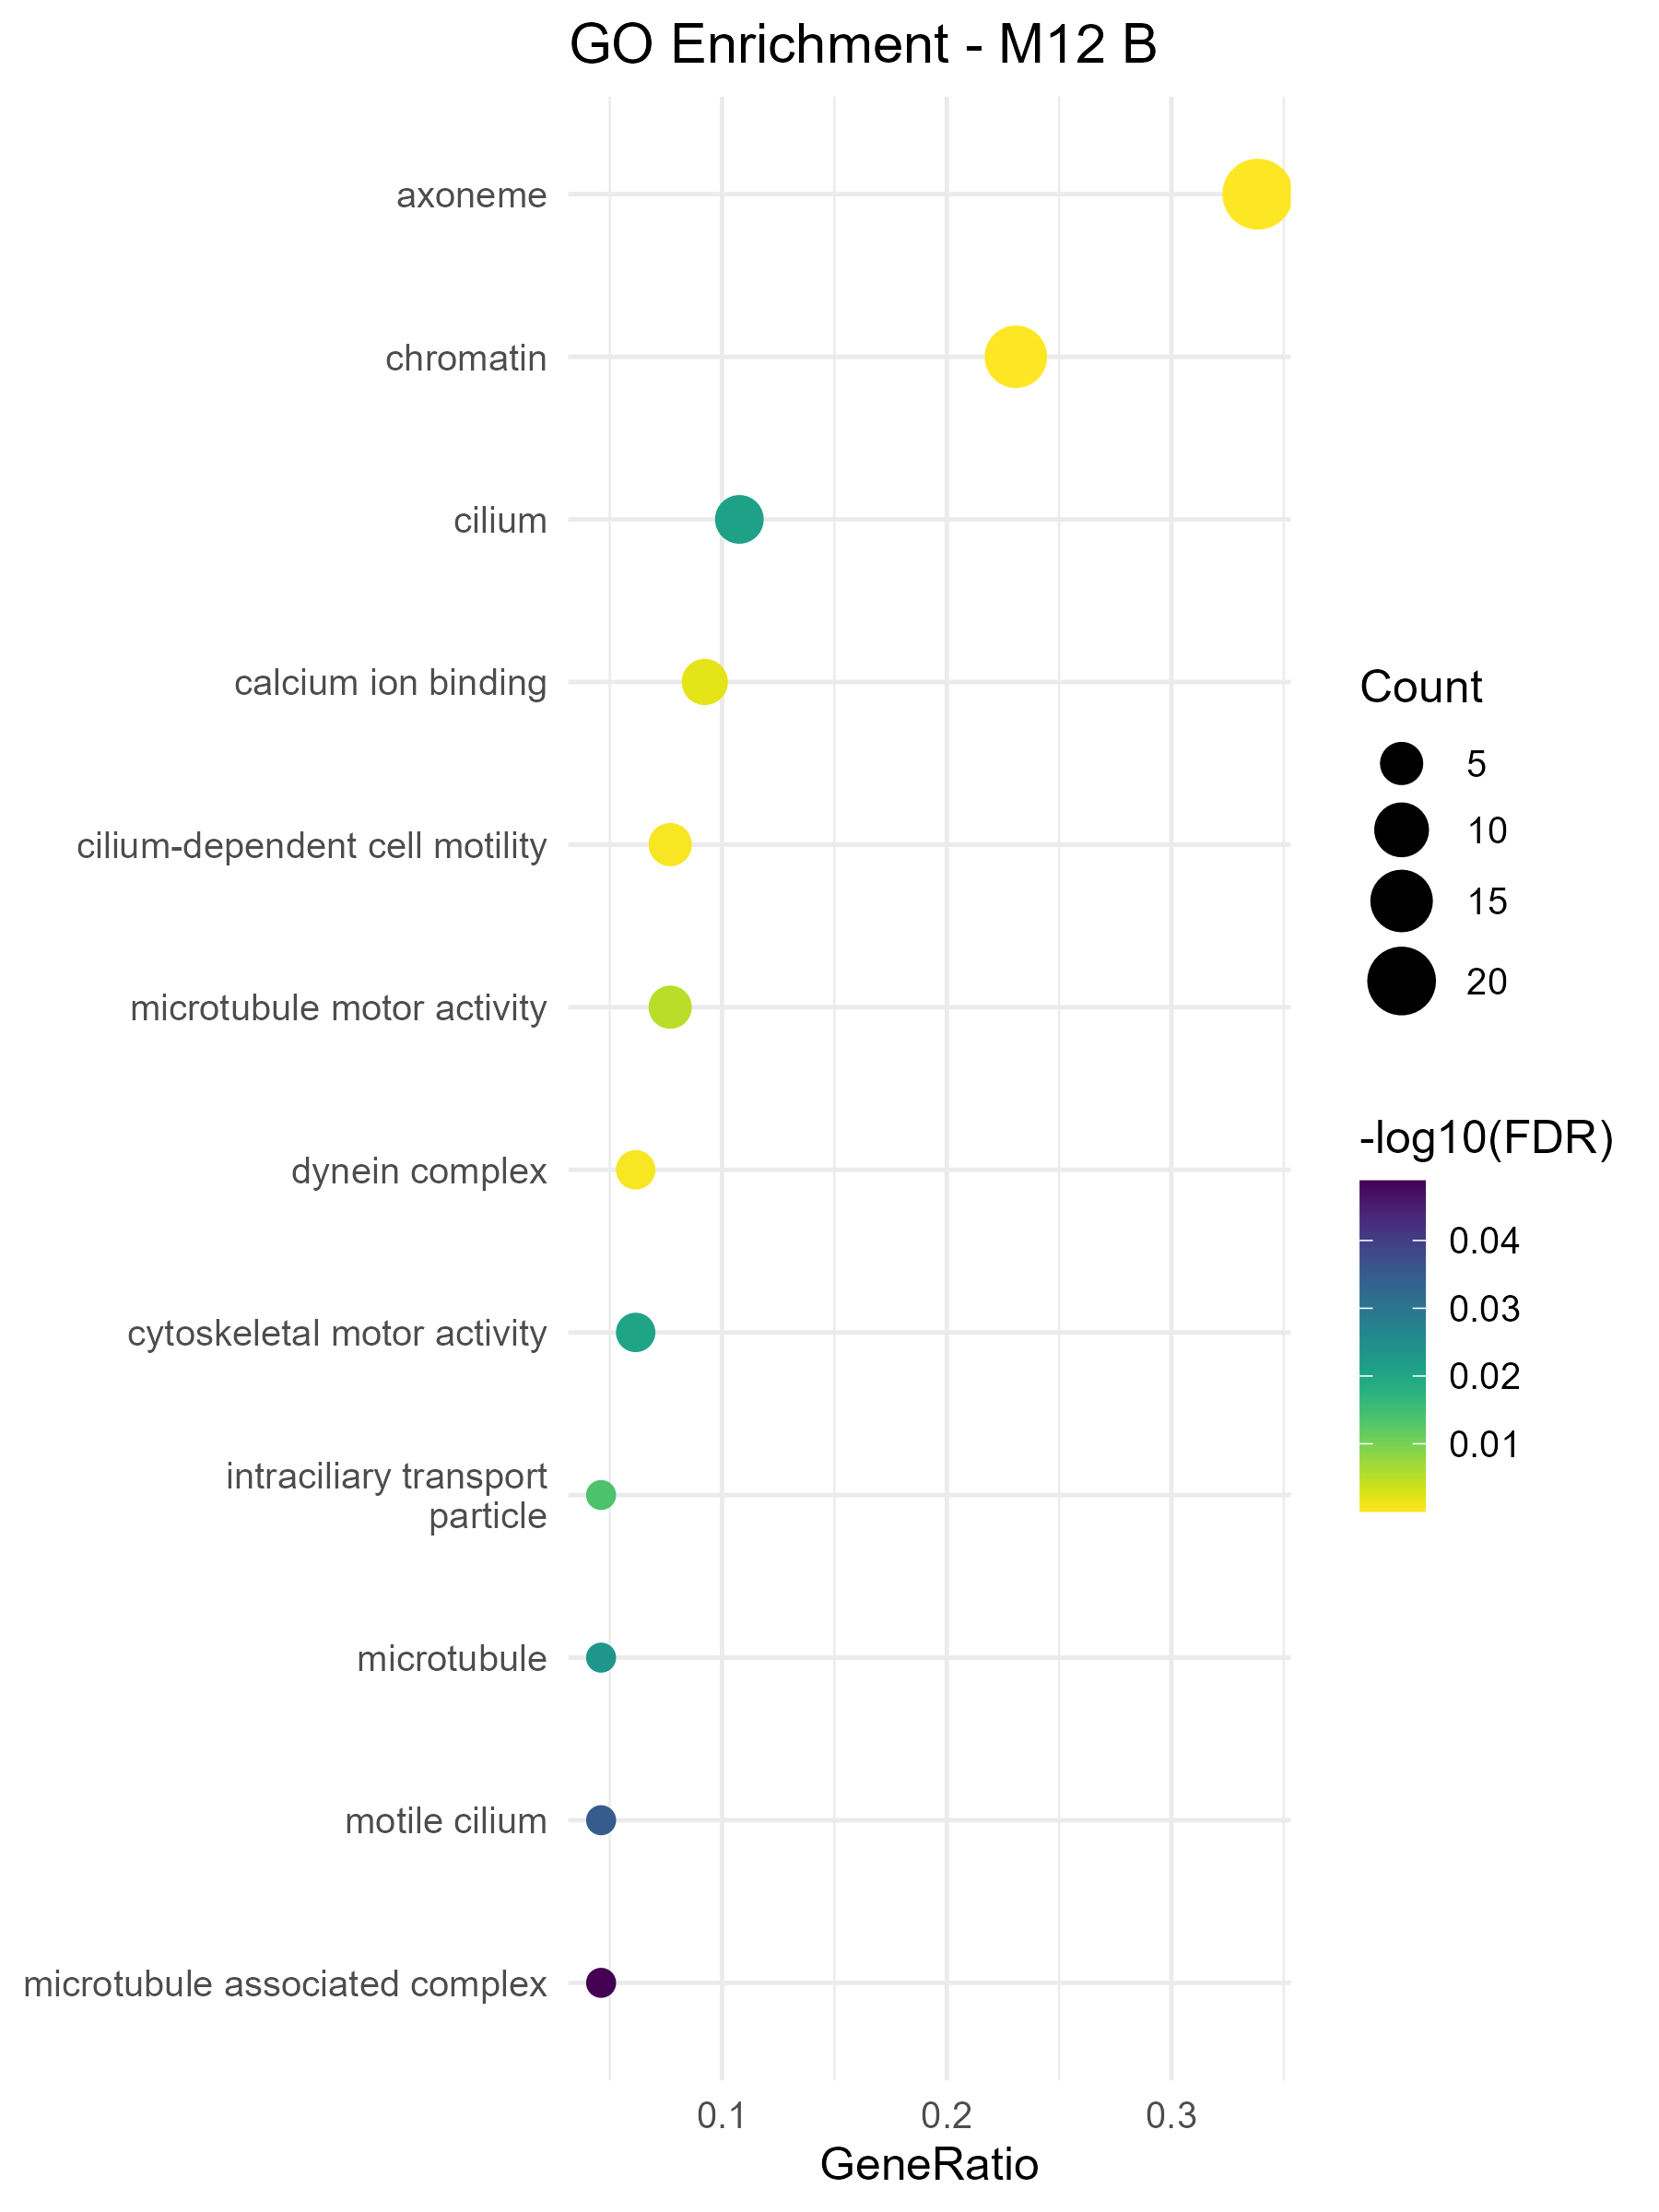 GO Enrichment - M12 B
axoneme
chromatin
cilium
calcium ion binding
cilium-dependent cell motility
microtubule motor activity
dynein complex
cytoskeletal motor activity
intraciliary transport
particle
microtubule
motile cilium
microtubule associated complex
0.1
0.2
0.3
GeneRatio
Count
5
10
15
20
-log10(FDR)
0.04
0.03
0.02
0.01